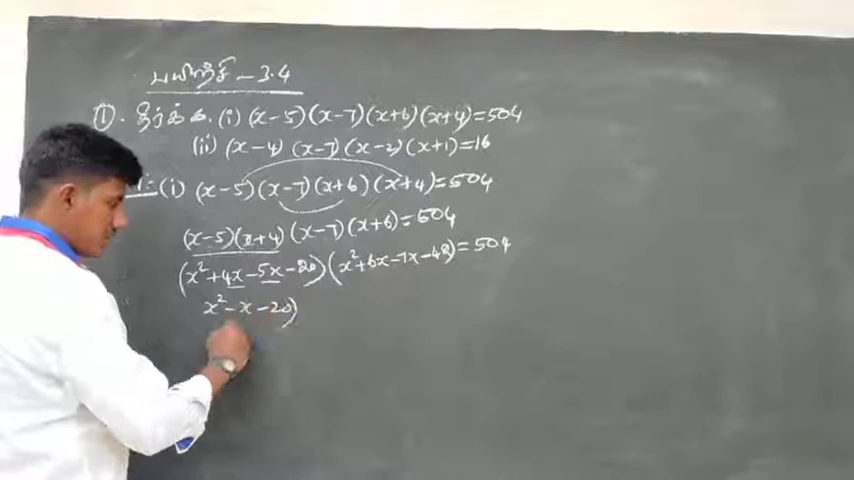 பயிற்சி - 3.4
①. தீர்க்க. (i) (x-5)(x-7)(x+6)(x+4)=504
(ii) (x-4)(x-7)(x-2)(x+1)=16
(i) (x-5)(x-7)(x+6)(x+4)=504
(x-5)(x+4)(x-7)(x+6)=504
(x²+4x-5x-20)(x²+6x-7x-42)=504
x²-x-20)